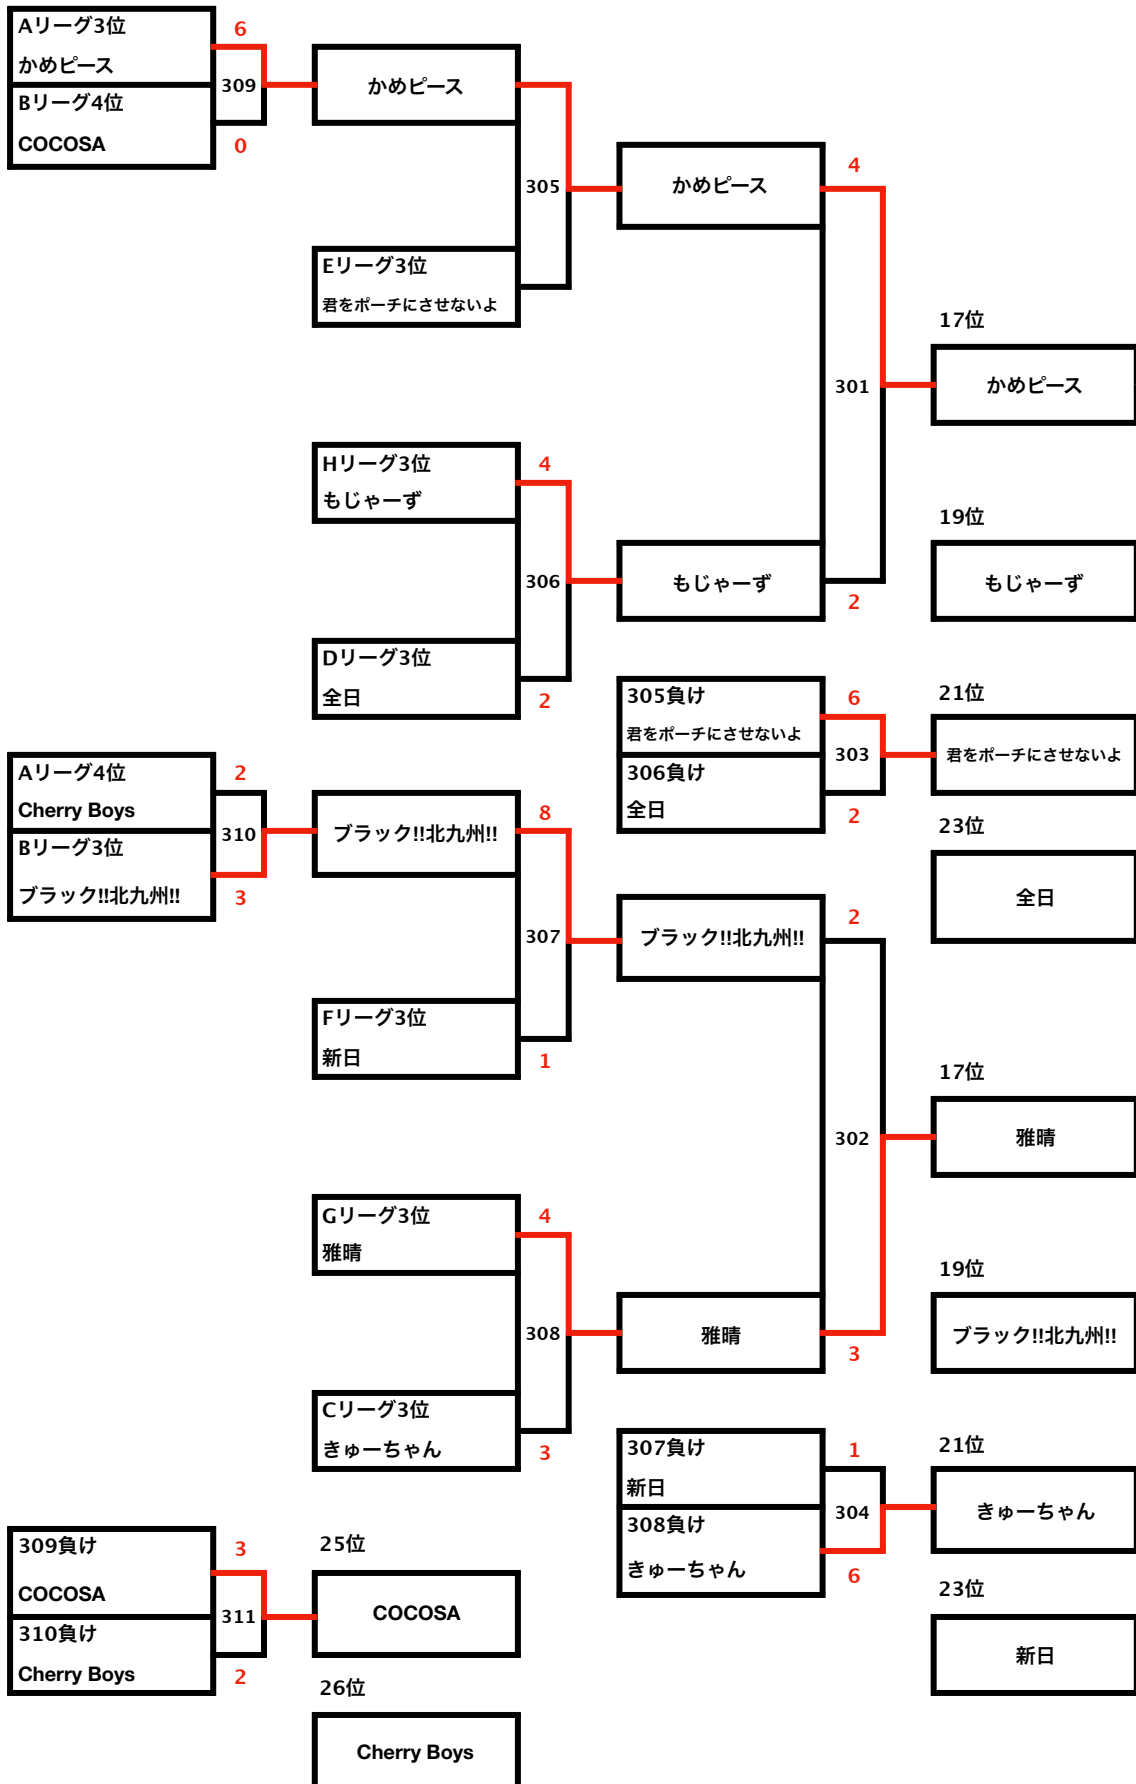 Aリーグ3位
かめピース
Bリーグ4位
COCOSA
6
309
0
かめピース
305
Eリーグ3位
君をポーチにさせないよ
かめピース
4
301
17位
かめピース
Hリーグ3位
もじゃーず
4
306
Dリーグ3位
全日
2
もじゃーず
2
19位
もじゃーず
305負け
君をポーチにさせないよ
306負け
全日
6
303
2
21位
君をポーチにさせないよ
23位
全日
Aリーグ4位
Cherry Boys
Bリーグ3位
ブラック!!北九州!!
2
310
3
ブラック!!北九州!!
8
307
Fリーグ3位
新日
1
ブラック!!北九州!!
2
302
17位
雅晴
Gリーグ3位
雅晴
4
308
Cリーグ3位
きゅーちゃん
3
雅晴
3
19位
ブラック!!北九州!!
307負け
新日
308負け
きゅーちゃん
1
304
6
21位
きゅーちゃん
23位
新日
309負け
COCOSA
310負け
Cherry Boys
3
311
2
25位
COCOSA
26位
Cherry Boys